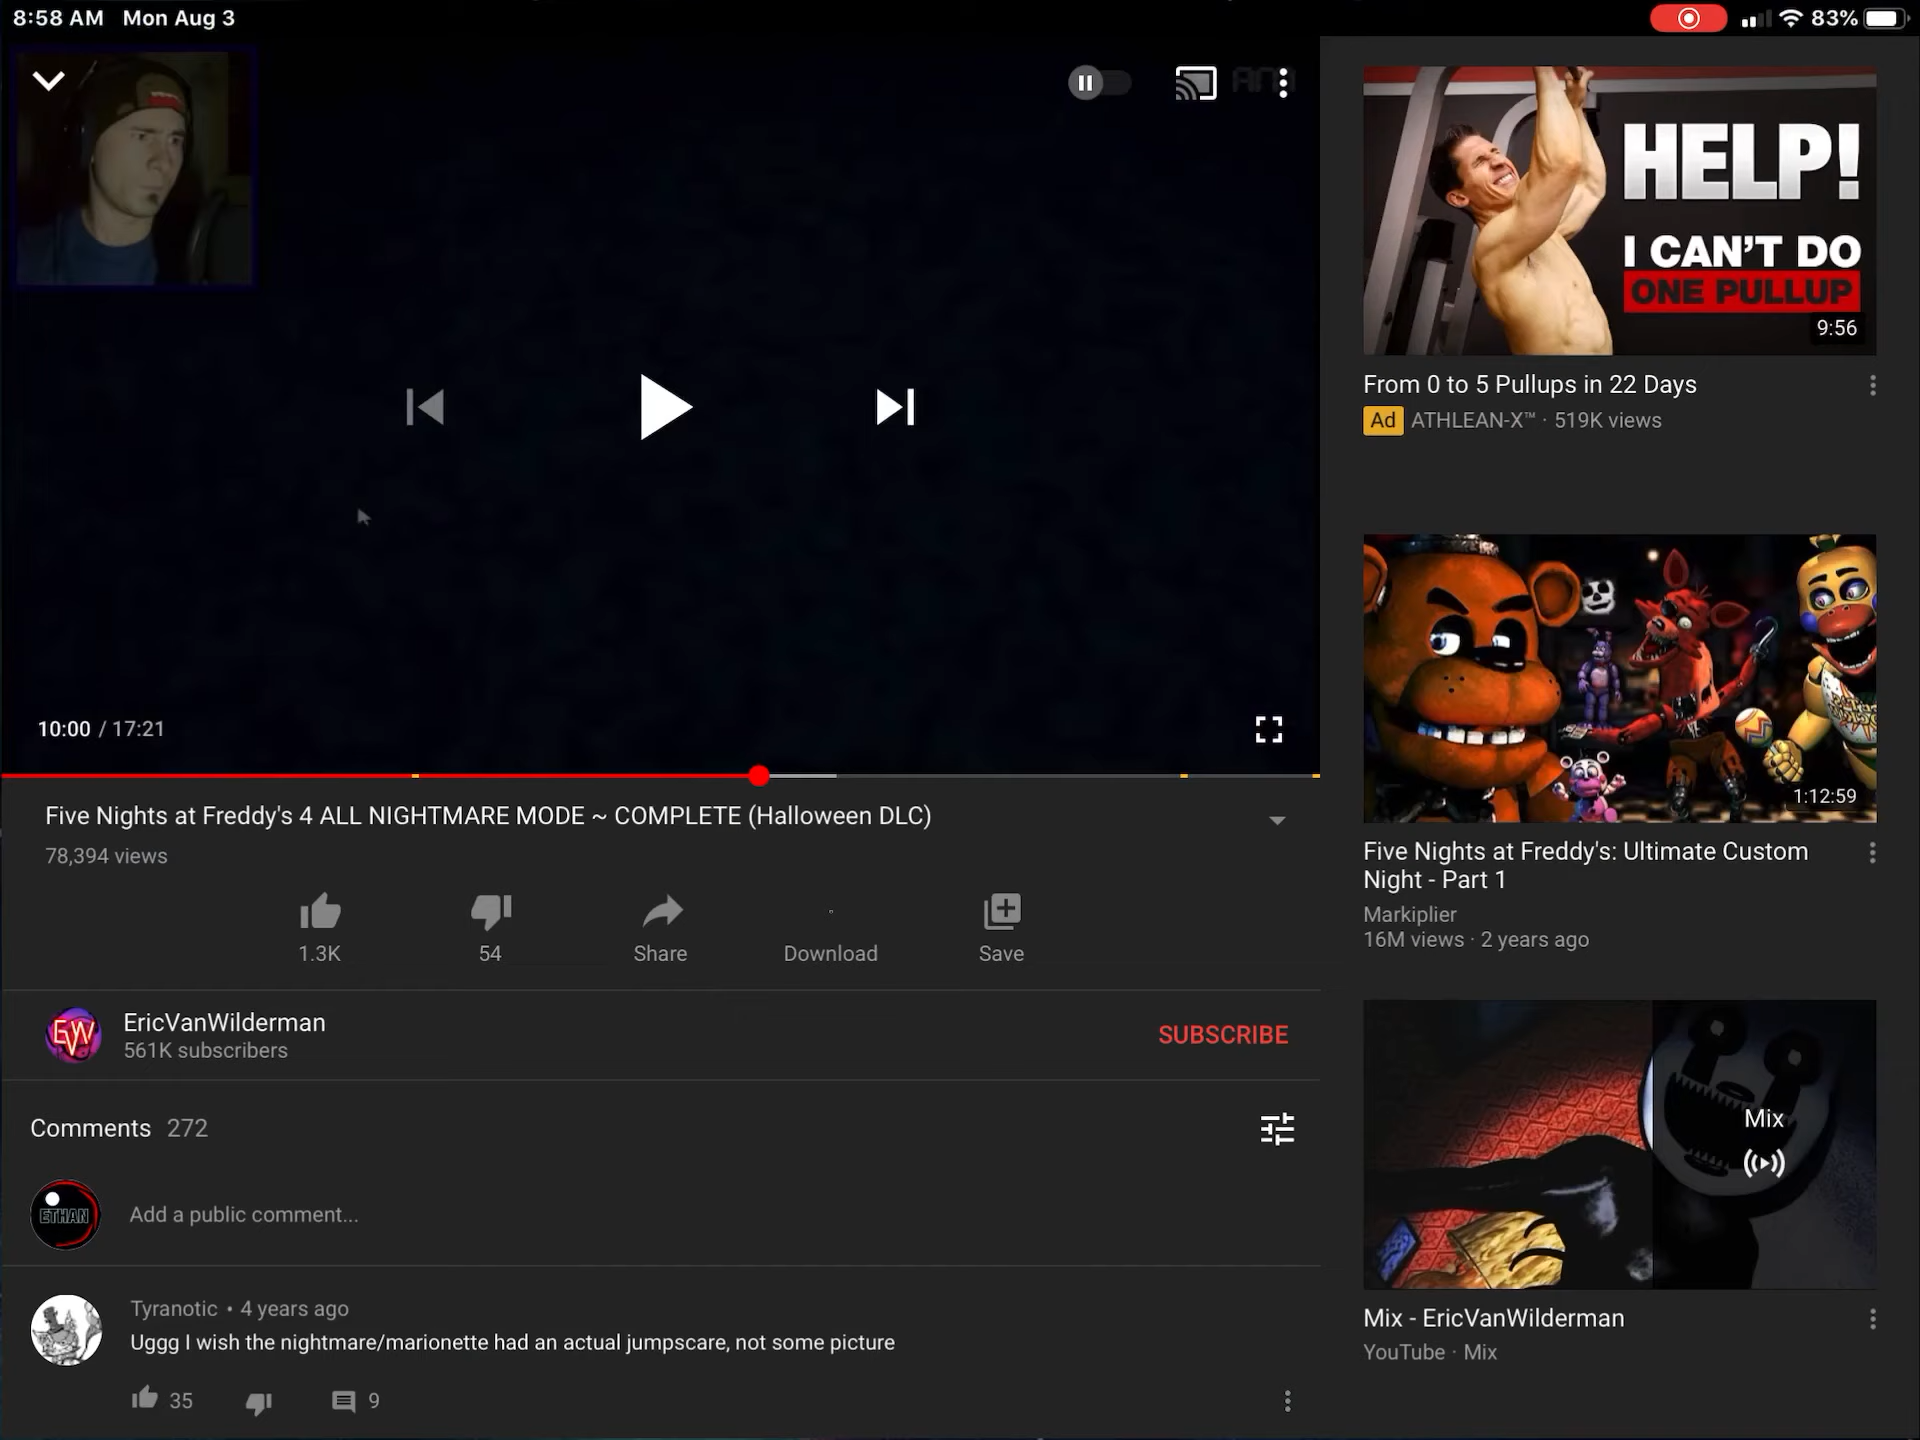 8:58 AM Mon Aug 3
83%
10:00 / 17:21
Five Nights at Freddy's 4 ALL NIGHTMARE MODE ~ COMPLETE (Halloween DLC)
78,394 views
1.3K
54
Share
Download
Save
EW
EricVanWilderman
561K subscribers
SUBSCRIBE
Comments 272
ETHAN
Add a public comment...
Tyranotic • 4 years ago
Uggg I wish the nightmare/marionette had an actual jumpscare, not some picture
35
9
HELP!
I CAN'T DO
ONE PULLUP
9:56
From 0 to 5 Pullups in 22 Days
Ad ATHLEAN-X™ · 519K views
1:12:59
Five Nights at Freddy's: Ultimate Custom
Night - Part 1
Markiplier
16M views · 2 years ago
Mix
Mix - EricVanWilderman
YouTube · Mix